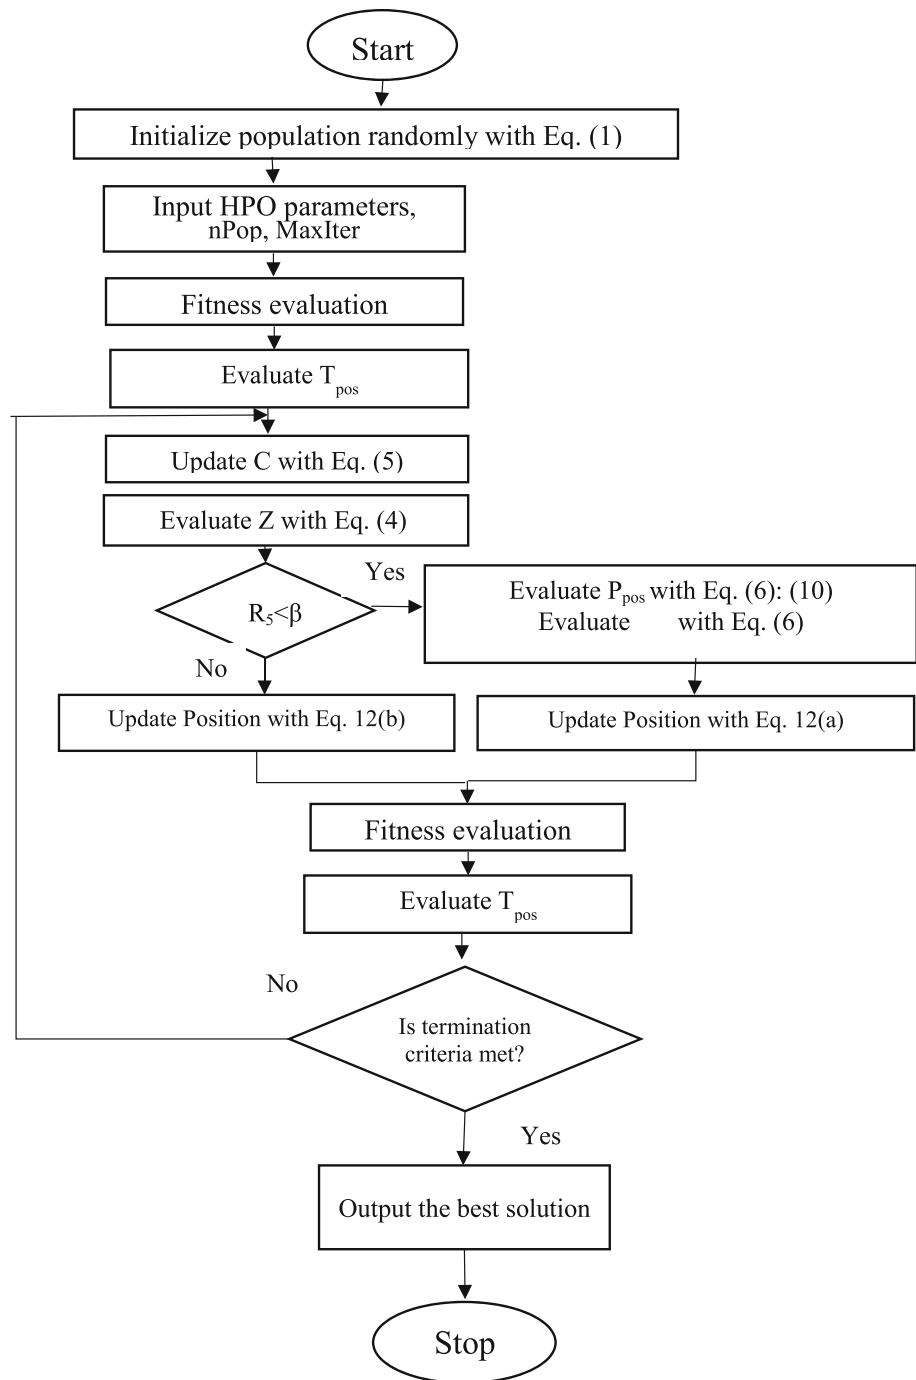 Start
Initialize population randomly with Eq. (1)
Input HPO parameters,
nPop, MaxIter
Fitness evaluation
Evaluate Tpos
Update C with Eq. (5)
Evaluate Z with Eq. (4)
Yes
R5<β
Evaluate Ppos with Eq. (6): (10)
Evaluate with Eq. (6)
No
Update Position with Eq. 12(b)
Update Position with Eq. 12(a)
Fitness evaluation
Evaluate Tpos
No
Is termination
criteria met?
Yes
Output the best solution
Stop